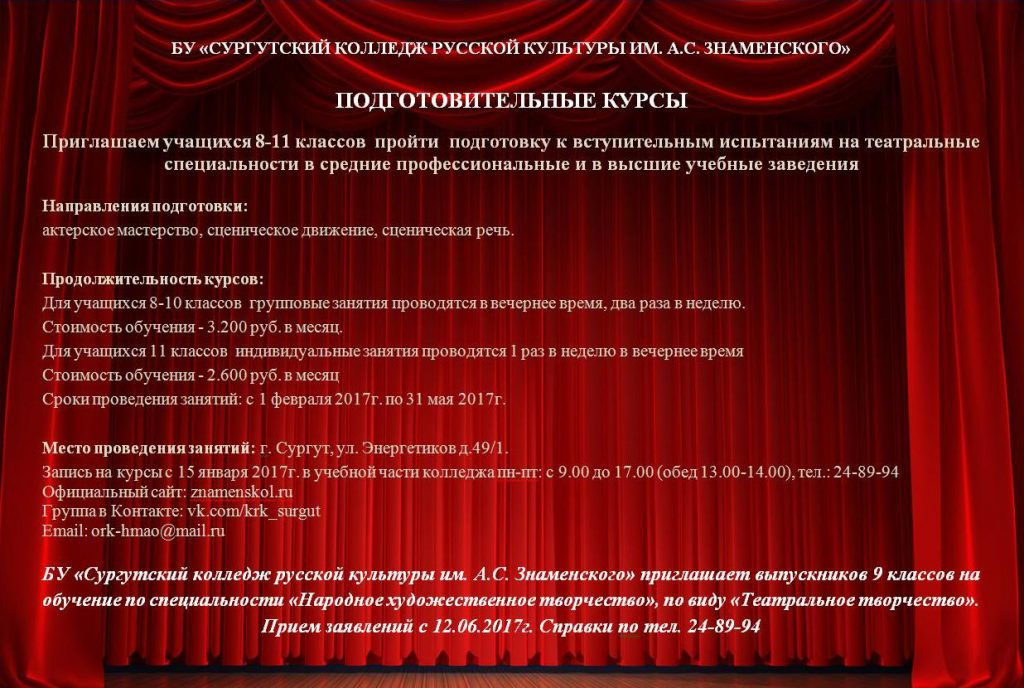 БУ «СУРГУТСКИЙ КОЛЛЕДЖ РУССКОЙ КУЛЬТУРЫ ИМ. А.С. ЗНАМЕНСКОГО»
ПОДГОТОВИТЕЛЬНЫЕ КУРСЫ
Приглашаем учащихся 8-11 классов пройти подготовку к вступительным испытаниям на театральные
специальности в средние профессиональные и в высшие учебные заведения
Направления подготовки:
актерское мастерство, сценическое движение, сценическая речь.
Продолжительность курсов:
Для учащихся 8-10 классов групповые занятия проводятся в вечернее время, два раза в неделю.
Стоимость обучения - 3.200 руб. в месяц.
Для учащихся 11 классов индивидуальные занятия проводятся 1 раз в неделю в вечернее время
Стоимость обучения - 2.600 руб. в месяц
Сроки проведения занятий: с 1 февраля 2017г. по 31 мая 2017г.
Место проведения занятий: г. Сургут, ул. Энергетиков д.49/1.
Запись на курсы с 15 января 2017г. в учебной части колледжа пн-пт: с 9.00 до 17.00 (обед 13.00-14.00), тел.: 24-89-94
Официальный сайт: znamenskol.ru
Группа в Контакте: vk.com/krk_surgut
Email: ork-hmao@mail.ru
БУ «Сургутский колледж русской культуры им. А.С. Знаменского» приглашает выпускников 9 классов на
обучение по специальности «Народное художественное творчество», по виду «Театральное творчество».
Прием заявлений с 12.06.2017г. Справки по тел. 24-89-94